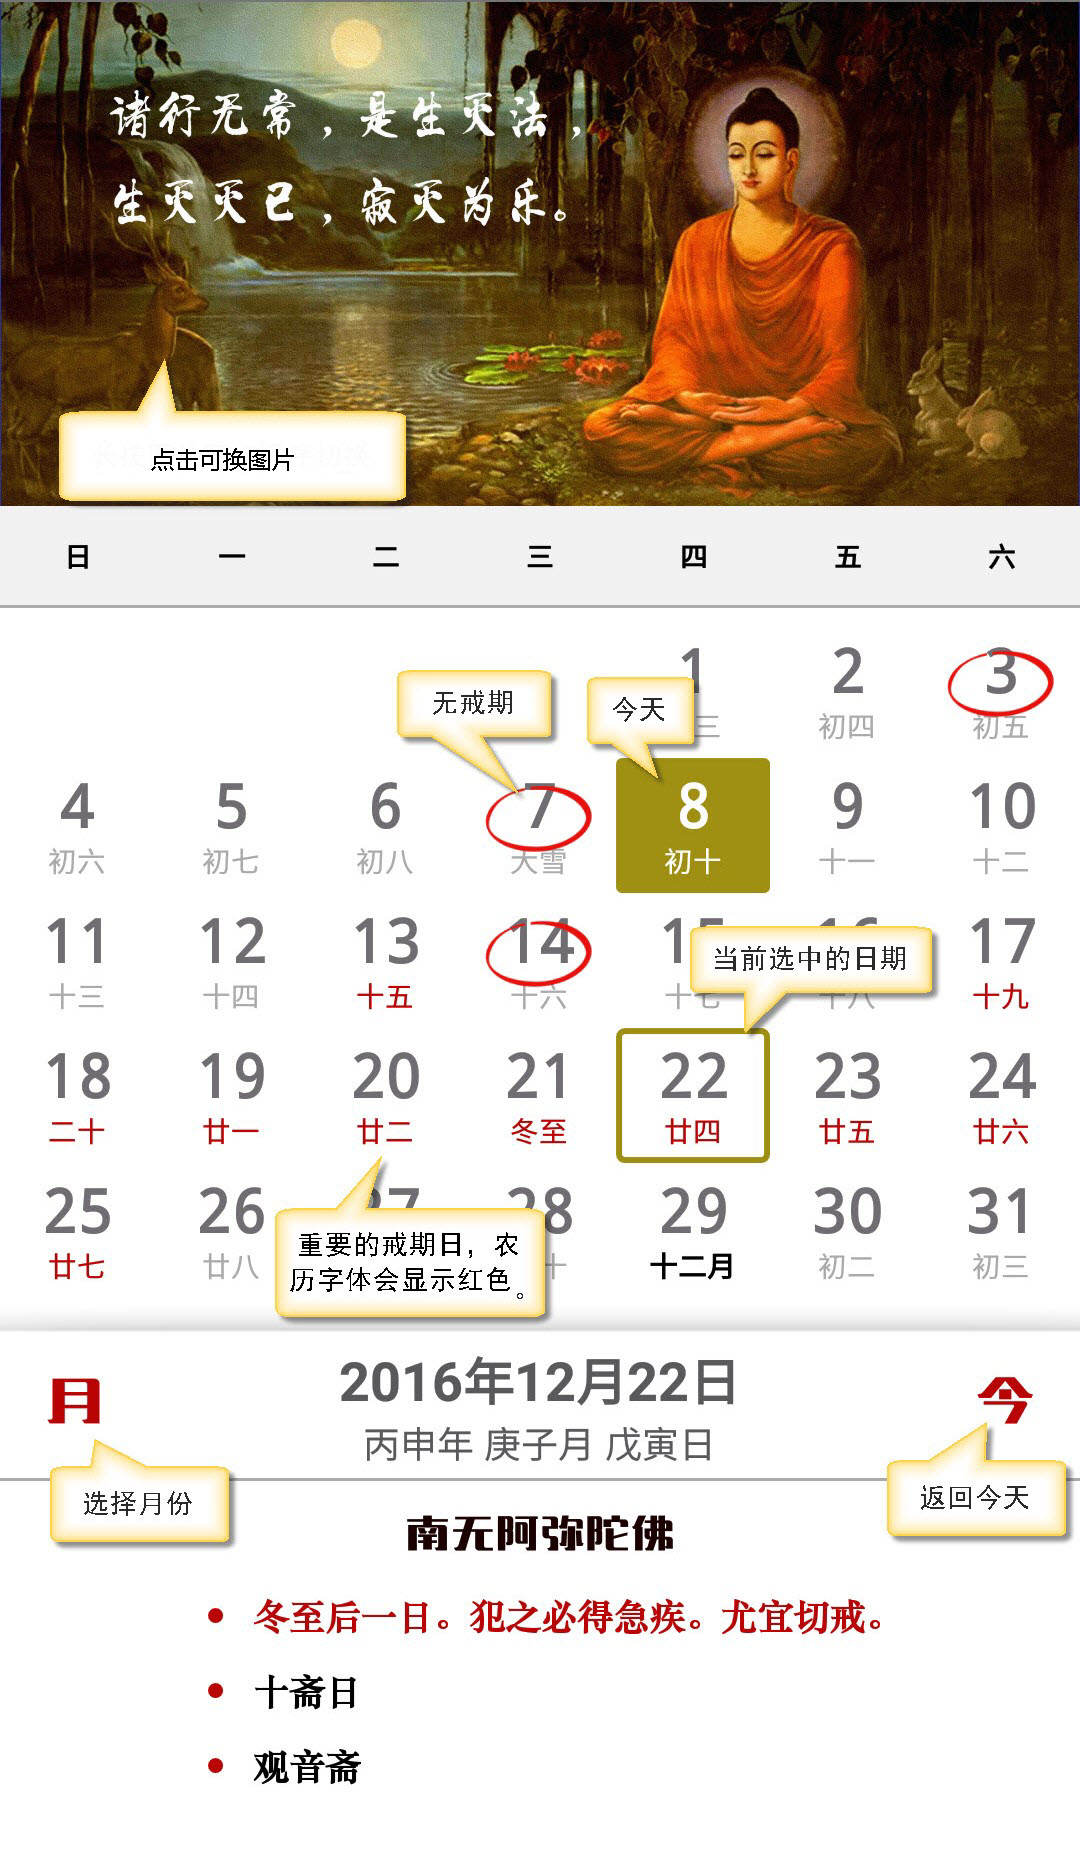 诸行无常，是生灭法，
生灭灭已，寂灭为乐。
点击可换图片
日 一 二 三 四 五 六
无戒期 今天
1 2 3
三 初四 初五
4 5 6 7 8 9 10
初六 初七 初八 大雪 初十 十一 十二
11 12 13 14 15 16 17
十三 十四 十五 十六 十七 十八 十九
当前选中的日期
18 19 20 21 22 23 24
二十 廿一 廿二 冬至 廿四 廿五 廿六
25 26 27 28 29 30 31
廿七 廿八 十 十二月 初二 初三
重要的戒期日，农
历字体会显示红色。
月 2016年12月22日 今
丙申年 庚子月 戊寅日
选择月份 返回今天
南无阿弥陀佛
冬至后一日。犯之必得急疾。尤宜切戒。
十斋日
观音斋